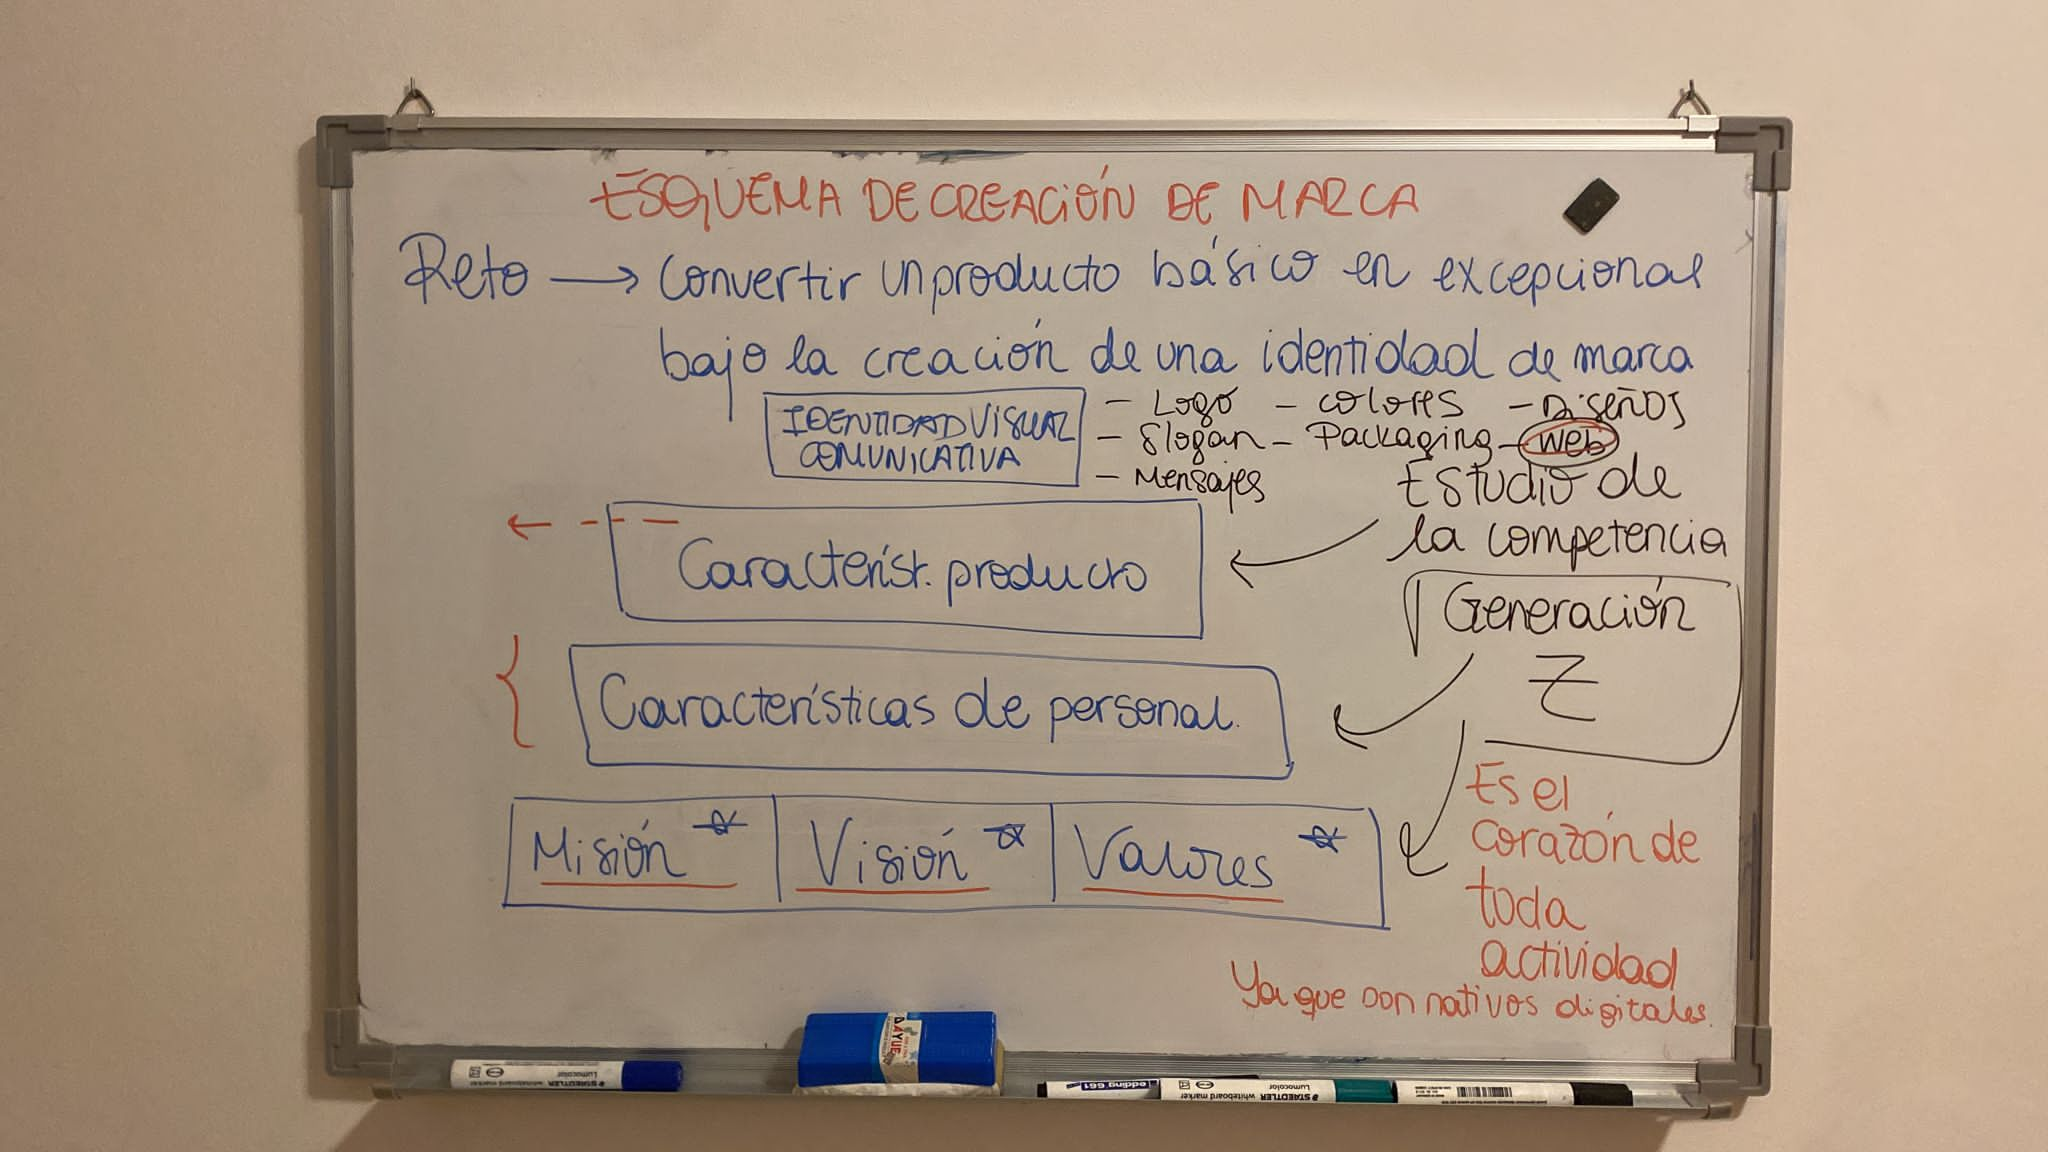 ESQUEMA DE CREACIÓN DE MARCA
Reto → Convertir un producto básico en excepcional
bajo la creación de una identidad de marca
IDENTIDAD VISUAL
COMUNICATIVA
- Logo - colores - DiSEÑOS
- Slogan - Packaging - Web
- Mensajes
Estudio de
la competencia
Característ. producto
Generación
Z
Características de personal.
Misión
Visión
Valores
Es el
corazón de
toda
actividad
Ya que son nativos digitales.
DAYUE
STAEDTLER
Lumocolor
whiteboard marker
edding 661
STAEDTLER
Lumocolor
whiteboard marker
STAEDTLER